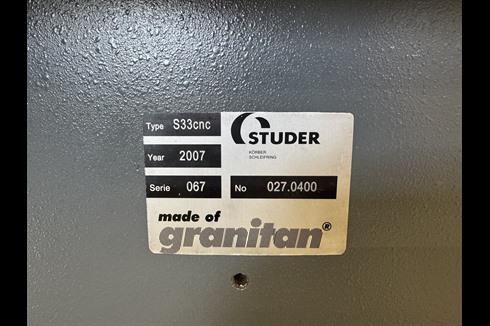 Type S33cnc
STUDER
KÖRBER
SCHLEIFRING
Year 2007
Serie 067 No 027.0400
made of
granitan®